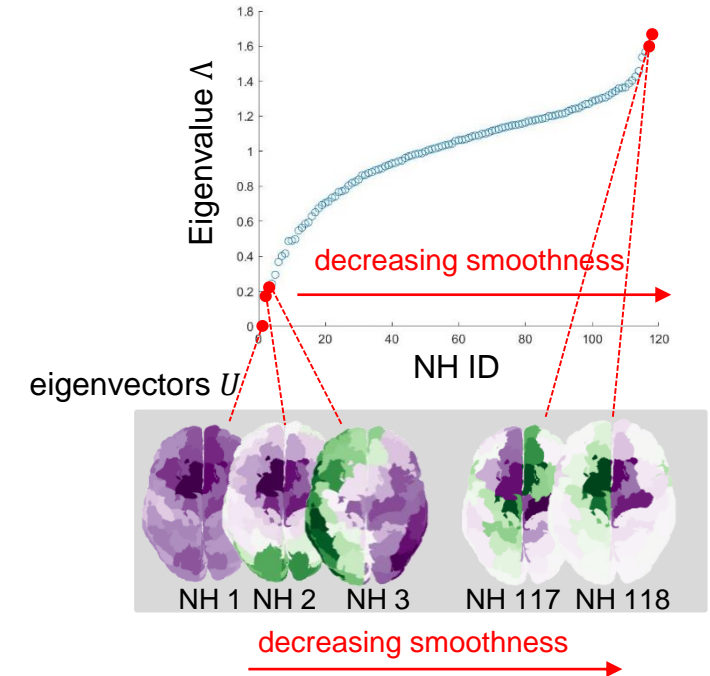 1.8
1.6
1.4
1.2
1
0.8
0.6
0.4
0.2
0
Eigenvalue Λ
decreasing smoothness
0 20 40 60 80 100 120
NH ID
eigenvectors U
NH 1 NH 2 NH 3 NH 117 NH 118
decreasing smoothness